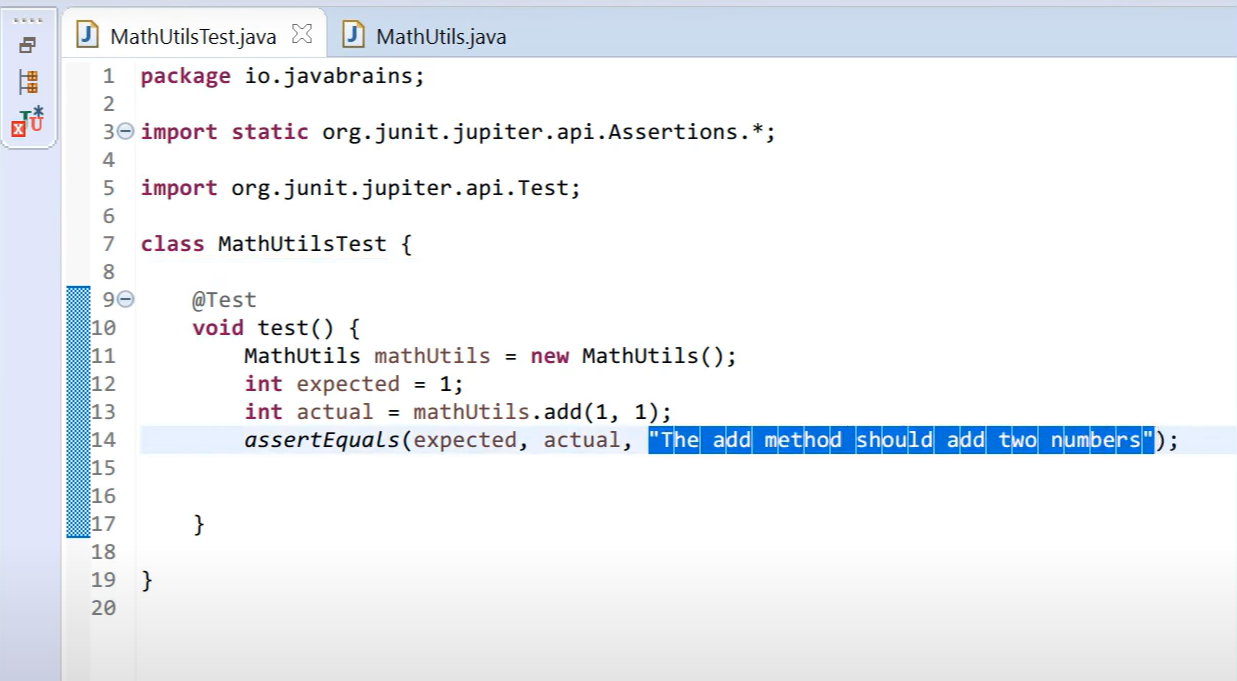 MathUtilsTest.java MathUtils.java
1 package io.javabrains;
2
3 import static org.junit.jupiter.api.Assertions.*;
4
5 import org.junit.jupiter.api.Test;
6
7 class MathUtilsTest {
8
9 @Test
10 void test() {
11 MathUtils mathUtils = new MathUtils();
12 int expected = 1;
13 int actual = mathUtils.add(1, 1);
14 assertEquals(expected, actual, "The add method should add two numbers");
15
16
17 }
18
19 }
20